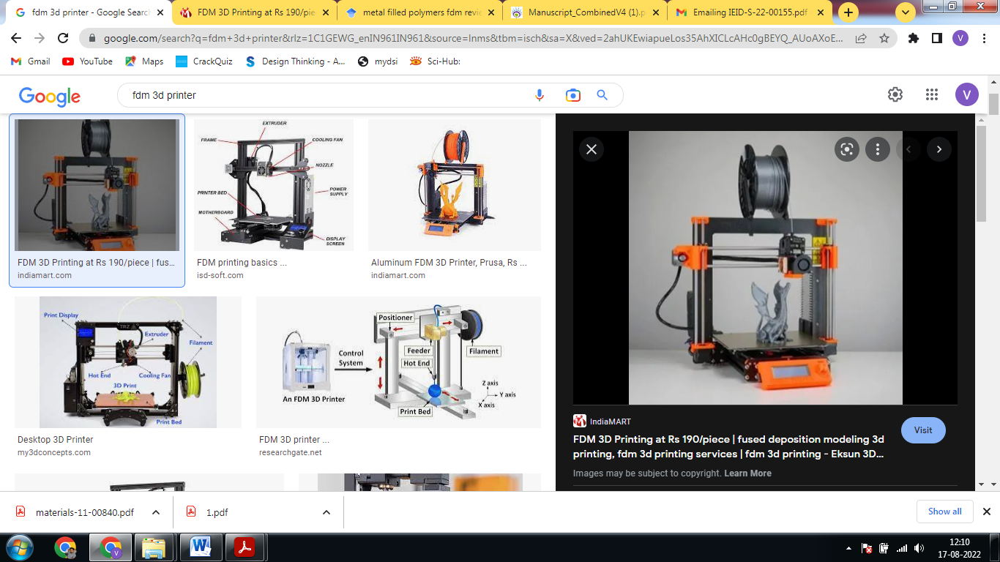 fdm 3d printer - Google Search
FDM 3D Printing at Rs 190/pie
metal filled polymers fdm revie
Manuscript_CombinedV4 (1).p
Emailing IEID-S-22-00155.pdf
google.com/search?q=fdm+3d+printer&rlz=1C1GEWG_enIN961IN961&source=lnms&tbm=isch&sa=X&ved=2ahUKEwiapueLos35AhXICLcAHc0gBEYQ_AUoAXoE...
V
Gmail
YouTube
Maps
CrackQuiz
Design Thinking - A...
mydsi
Sci-Hub:
Google
fdm 3d printer
V
EXTRUDER
FRAME
COOLING FAN
NOZZLE
POWER
SUPPLY
PRINTER BED
MOTHERBOARD
DISPLAY
SCREEN
FDM 3D Printing at Rs 190/piece | fus...
indiamart.com
FDM printing basics ...
isd-soft.com
Aluminum FDM 3D Printer, Prusa, Rs ...
indiamart.com
Print Display
TRZ
Extruder
Filament
Hot End
Cooling Fan
3D Print
Print Bed
Positioner
Control
System
Feeder
Filament
Hot End
An FDM 3D Printer
Print Bed
Z axis
Y axis
X axis
Desktop 3D Printer
my3dconcepts.com
FDM 3D printer ...
researchgate.net
IndiaMART
Visit
FDM 3D Printing at Rs 190/piece | fused deposition modeling 3d
printing, fdm 3d printing services | fdm 3d printing - Eksun 3D...
Images may be subject to copyright. Learn More
materials-11-00840.pdf
1.pdf
Show all
12:10
17-08-2022